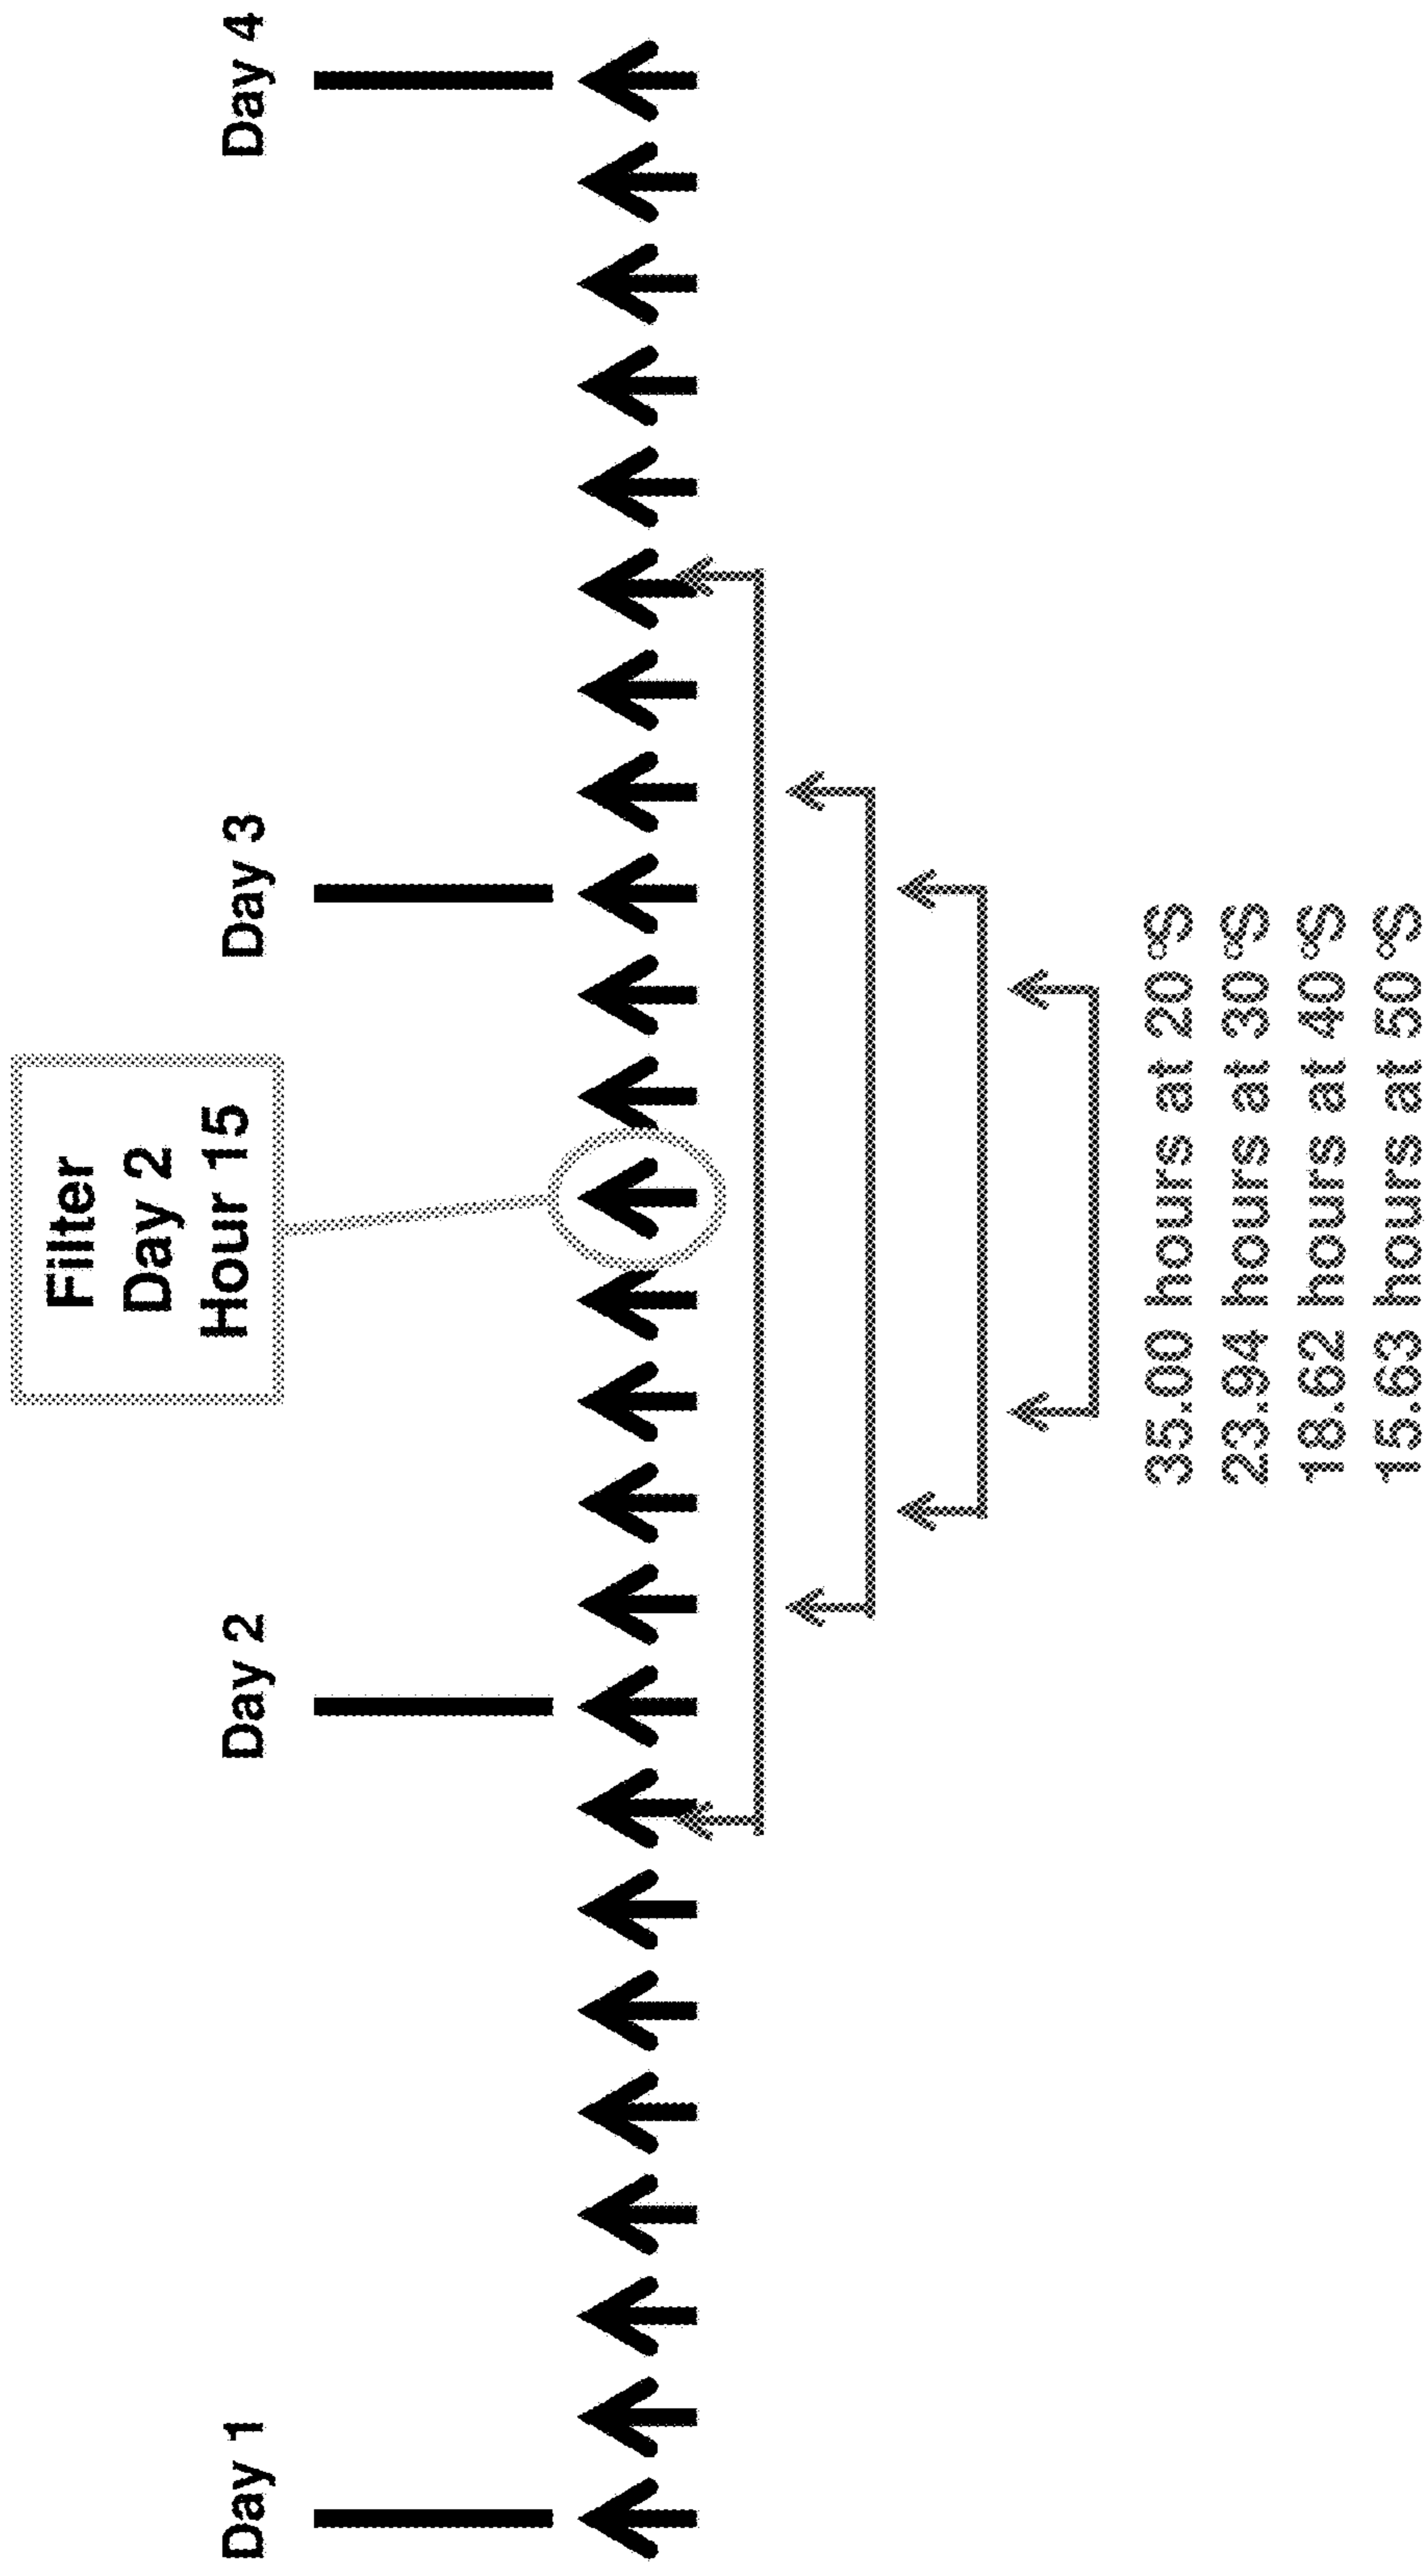 Filter
Day 2
Hour 15
Day 1
Day 2
Day 3
Day 4
35.00 hours at 20°S
23.94 hours at 30°S
18.62 hours at 40°S
15.63 hours at 50°S